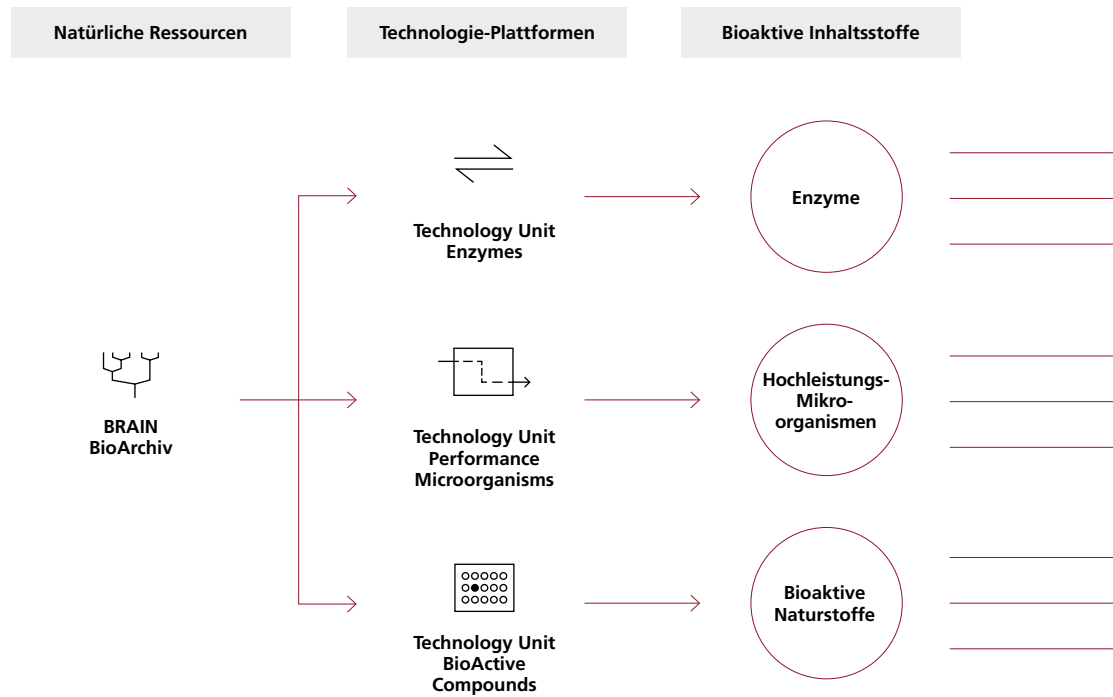 Natürliche Ressourcen
Technologie-Plattformen
Bioaktive Inhaltsstoffe
Technology Unit
Enzymes
Enzyme
BRAIN
BioArchiv
Technology Unit
Performance
Microorganisms
Hochleistungs-
Mikro-
organismen
Technology Unit
BioActive
Compounds
Bioaktive
Naturstoffe